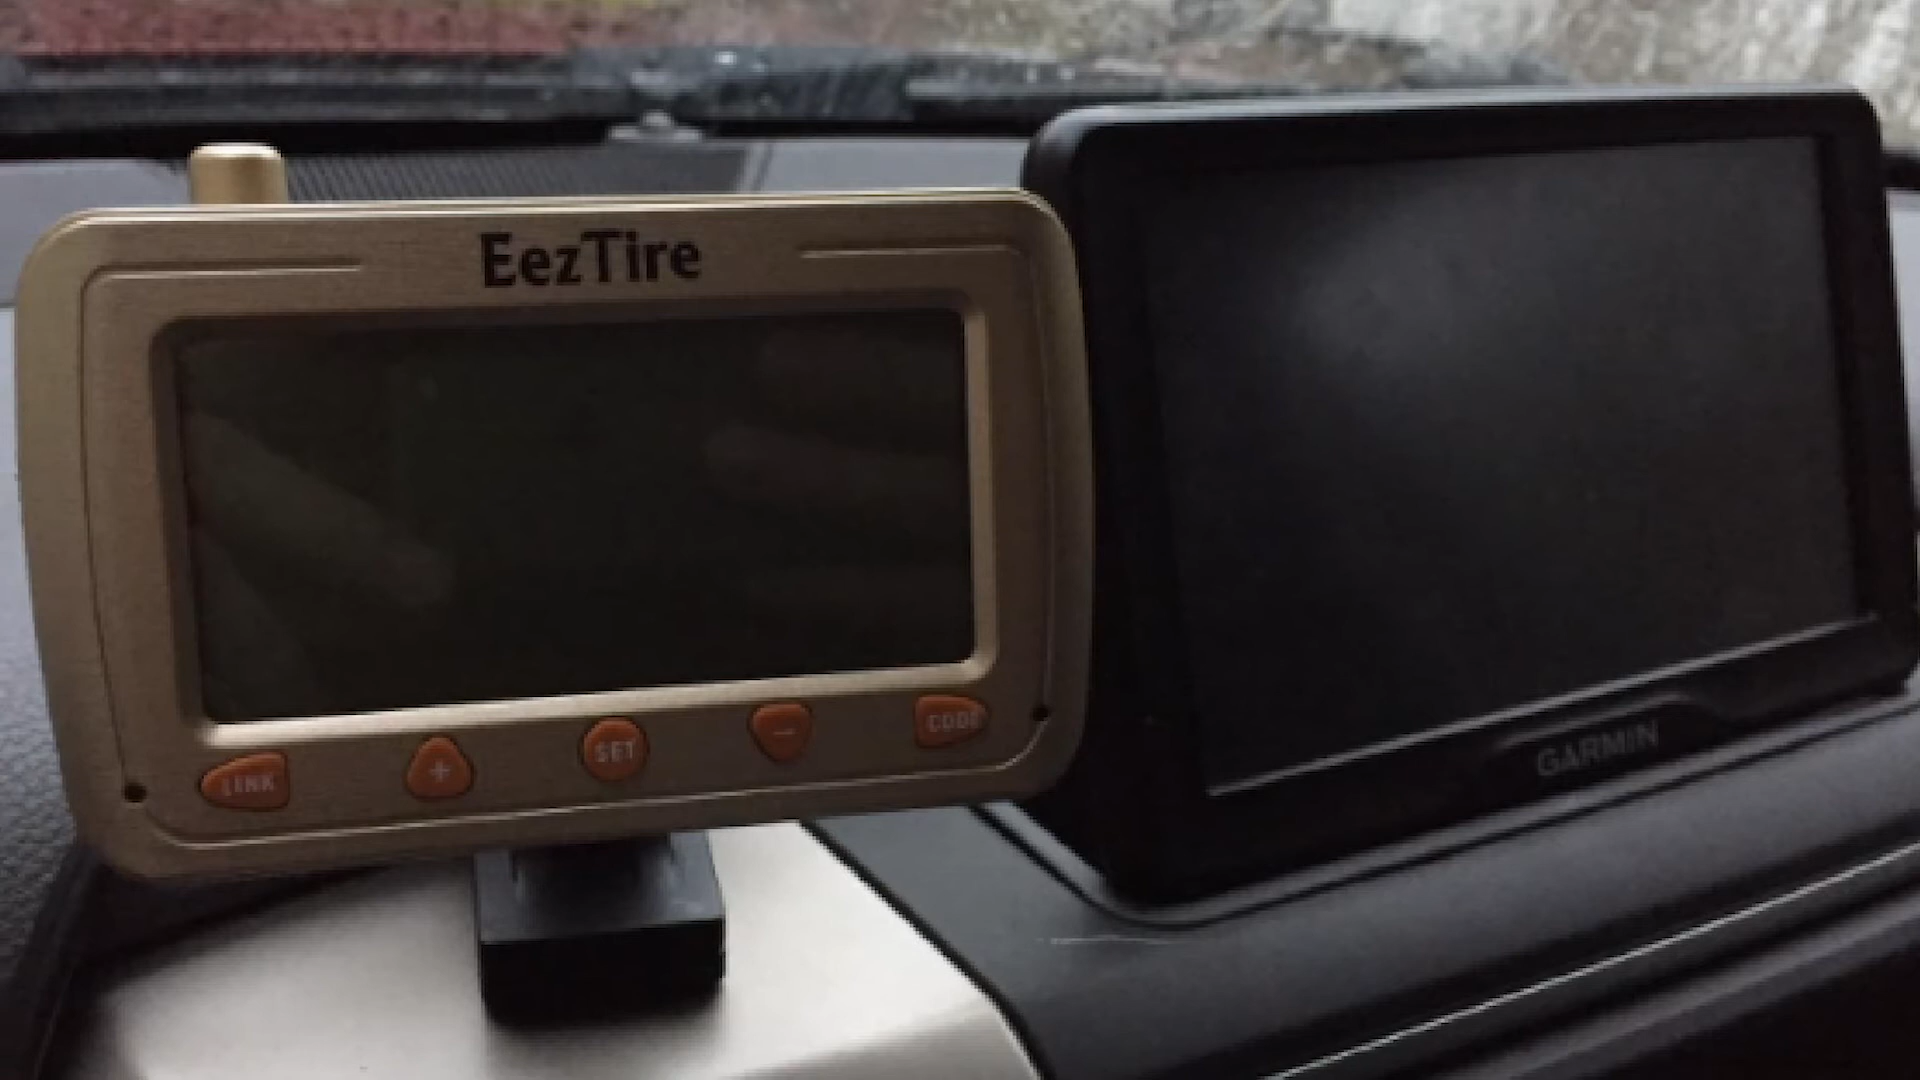 EezTire
LINK + SET − CODE
GARMIN